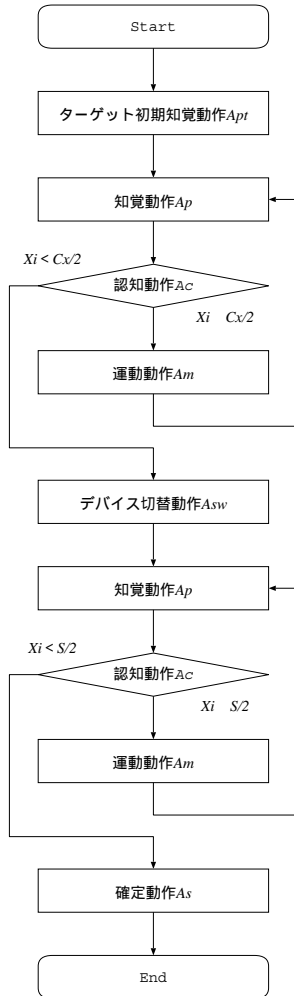 Start
ターゲット初期知覚動作Apt
知覚動作Ap
Xi < Cx/2
認知動作Ac
Xi Cx/2
運動動作Am
デバイス切替動作Asw
知覚動作Ap
Xi < S/2
認知動作Ac
Xi S/2
運動動作Am
確定動作As
End